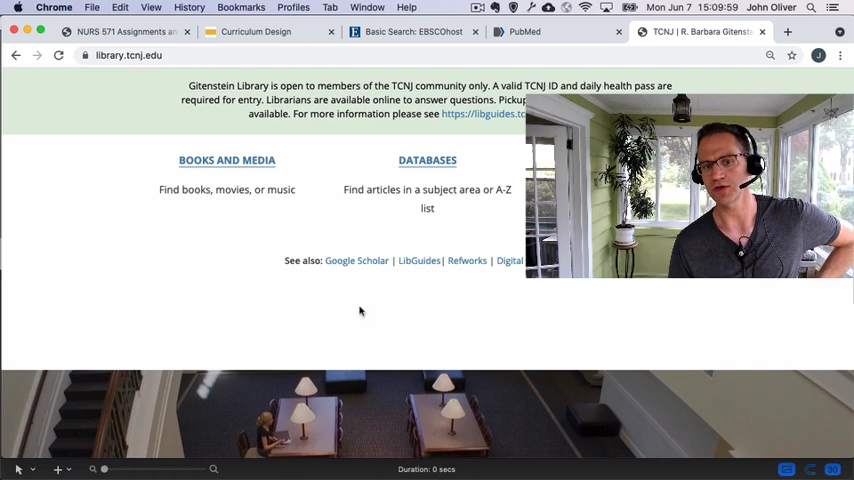 Chrome File Edit View History Bookmarks Profiles Tab Window Help Mon Jun 7 15:09:59 John Oliver
NURS 571 Assignments an Curriculum Design Basic Search: EBSCOhost PubMed TCNJ | R. Barbara Gitenste
library.tcnj.edu J
Gitenstein Library is open to members of the TCNJ community only. A valid TCNJ ID and daily health pass are
required for entry. Librarians are available online to answer questions. Pickup
available. For more information please see https://libguides.tc
BOOKS AND MEDIA DATABASES
Find books, movies, or music Find articles in a subject area or A-Z
list
See also: Google Scholar | LibGuides| Refworks | Digital
Duration: 0 secs 30